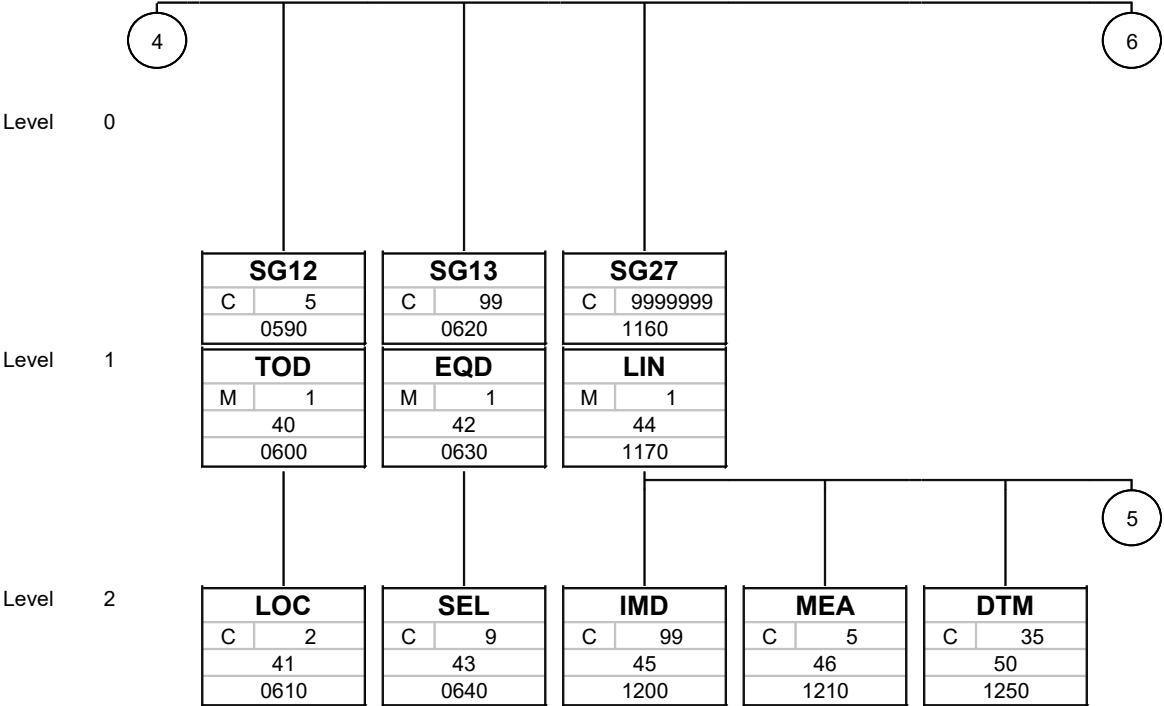 4 6
Level 0
SG12 SG13 SG27
C 5 C 99 C 9999999
0590 0620 1160
Level 1
TOD EQD LIN
M 1 M 1 M 1
40 42 44
0600 0630 1170
5
Level 2
LOC SEL IMD MEA DTM
C 2 C 9 C 99 C 5 C 35
41 43 45 46 50
0610 0640 1200 1210 1250